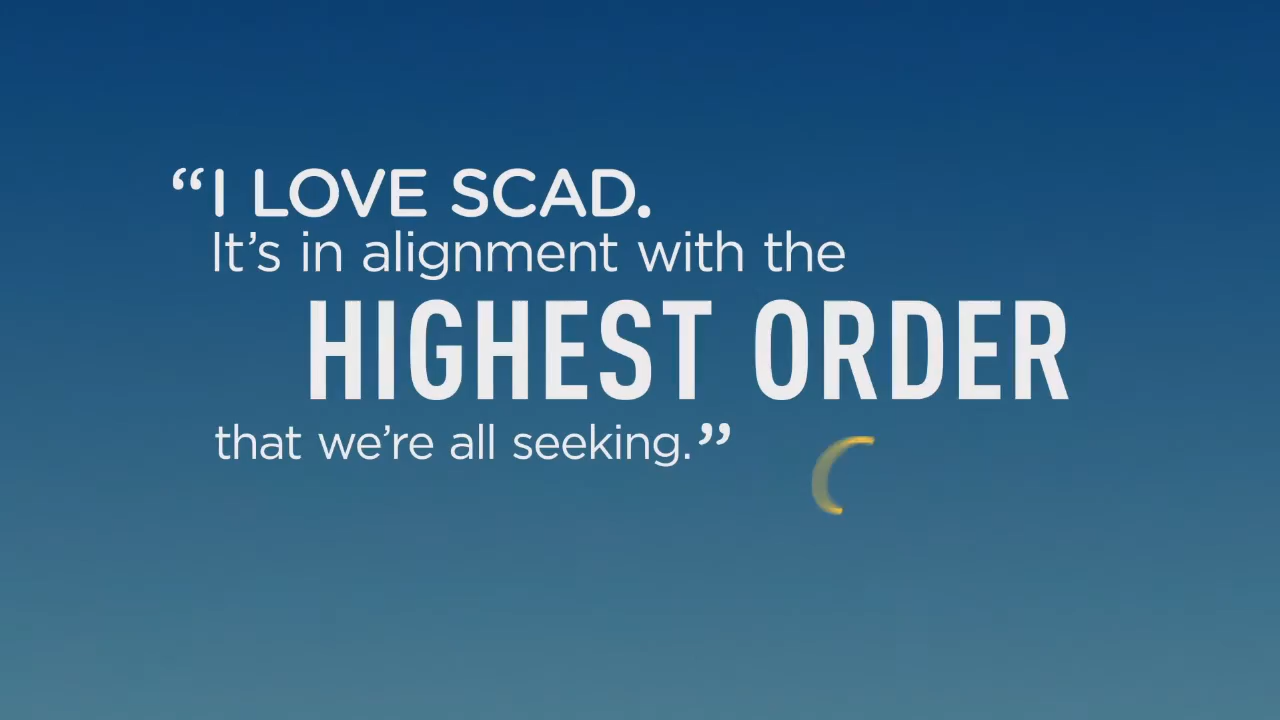 “I LOVE SCAD.
It’s in alignment with the
HIGHEST ORDER
that we’re all seeking.”